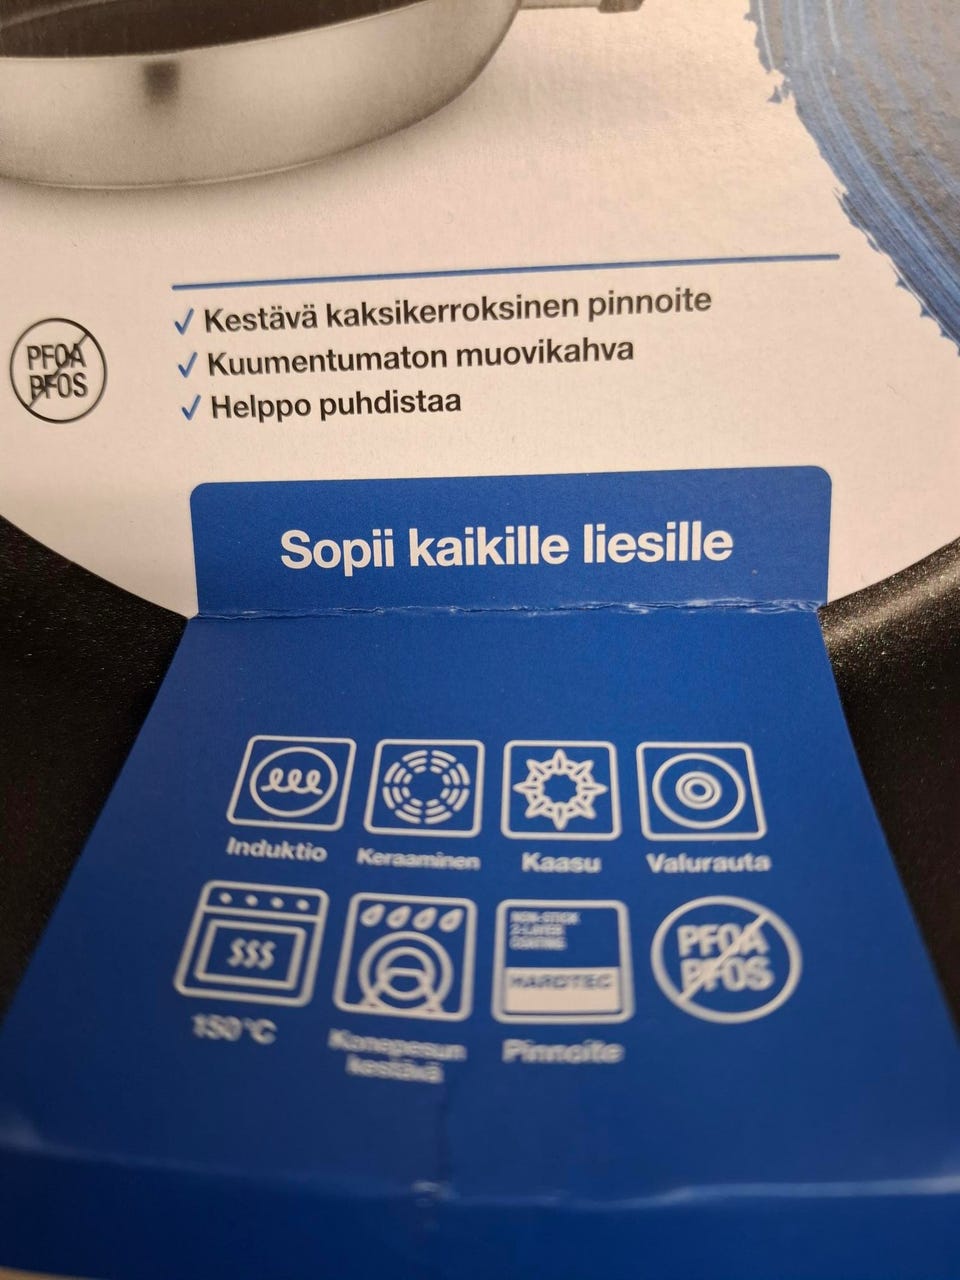 PFOA
PFOS
Kestävä kaksikerroksinen pinnoite
Kuumentumaton muovikahva
Helppo puhdistaa
Sopii kaikille liesille
Induktio
Keraaminen
Kaasu
Valurauta
NON-STICK
2-LAYER
COATING
HARDTEC
PFOA
PFOS
150°C
Konepesun
kestävä
Pinnoite